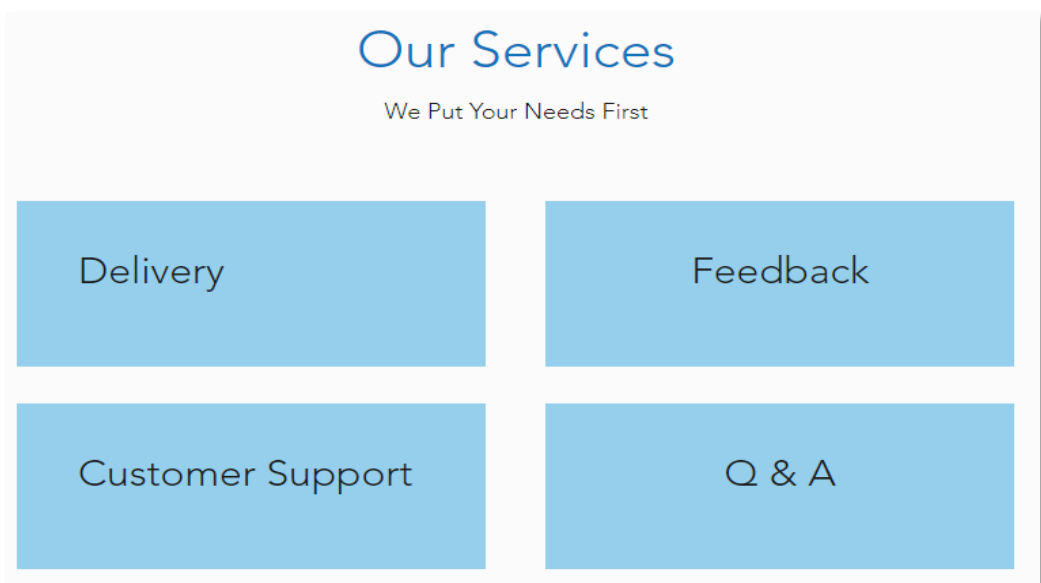 Our Services
We Put Your Needs First
Delivery
Feedback
Customer Support
Q & A